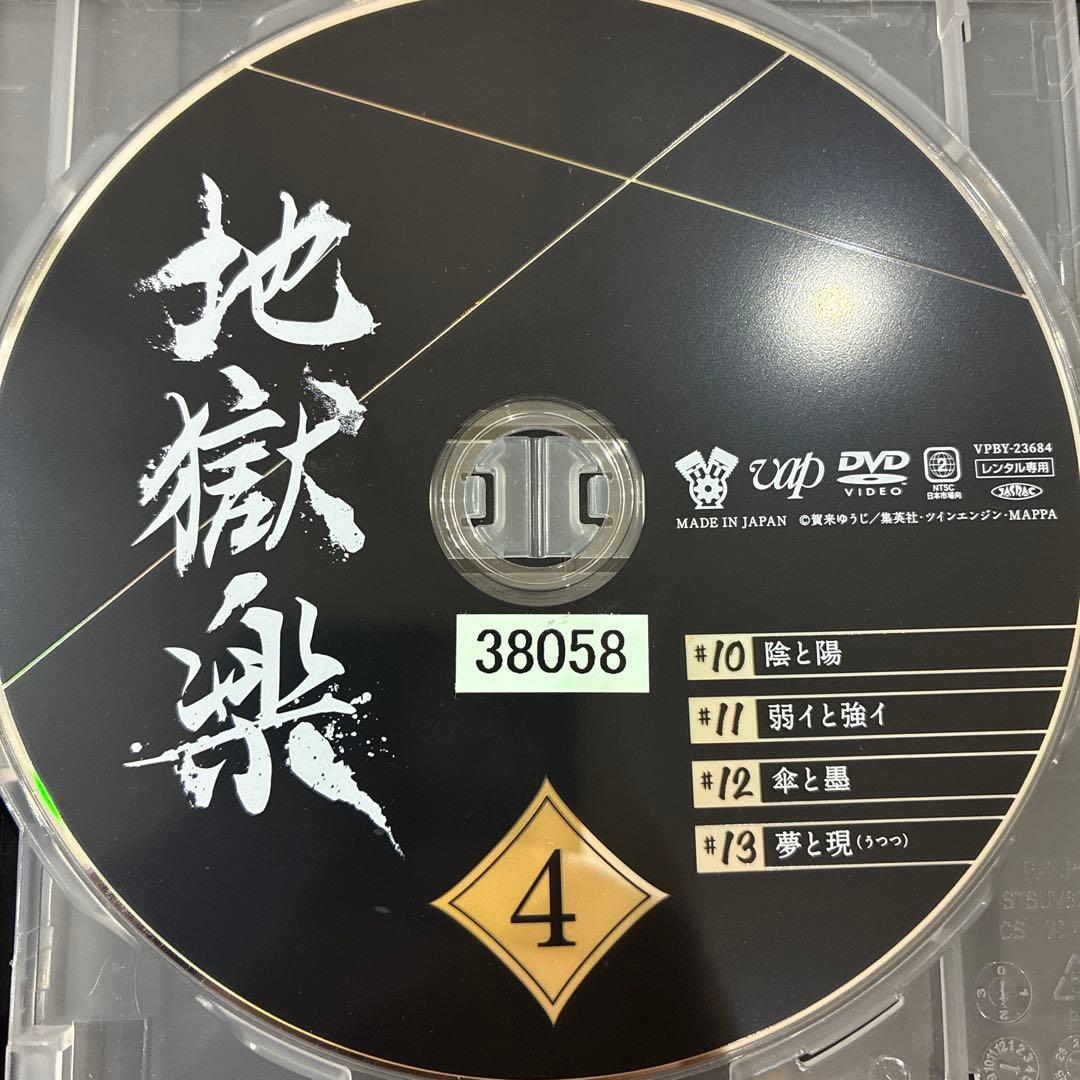 地獄楽
vap
DVD
VIDEO
2
NTSC
日本市場向
VPBY-23684
レンタル専用
JASRAC
MADE IN JAPAN ©賀来ゆうじ/集英社・ツインエンジン・MAPPA
38058
#10 陰と陽
#11 弱イと強イ
#12 傘と墨
#13 夢と現(うつつ)
4